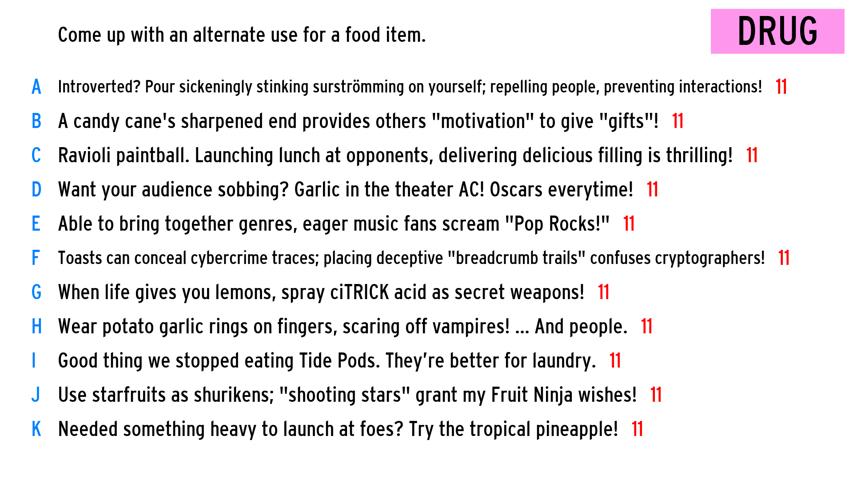 Come up with an alternate use for a food item.
DRUG
A Introverted? Pour sickeningly stinking surströmming on yourself; repelling people, preventing interactions! 11
B A candy cane's sharpened end provides others "motivation" to give "gifts"! 11
C Ravioli paintball. Launching lunch at opponents, delivering delicious filling is thrilling! 11
D Want your audience sobbing? Garlic in the theater AC! Oscars everytime! 11
E Able to bring together genres, eager music fans scream "Pop Rocks!" 11
F Toasts can conceal cybercrime traces; placing deceptive "breadcrumb trails" confuses cryptographers! 11
G When life gives you lemons, spray ciTRICK acid as secret weapons! 11
H Wear potato garlic rings on fingers, scaring off vampires! ... And people. 11
I Good thing we stopped eating Tide Pods. They’re better for laundry. 11
J Use starfruits as shurikens; "shooting stars" grant my Fruit Ninja wishes! 11
K Needed something heavy to launch at foes? Try the tropical pineapple! 11